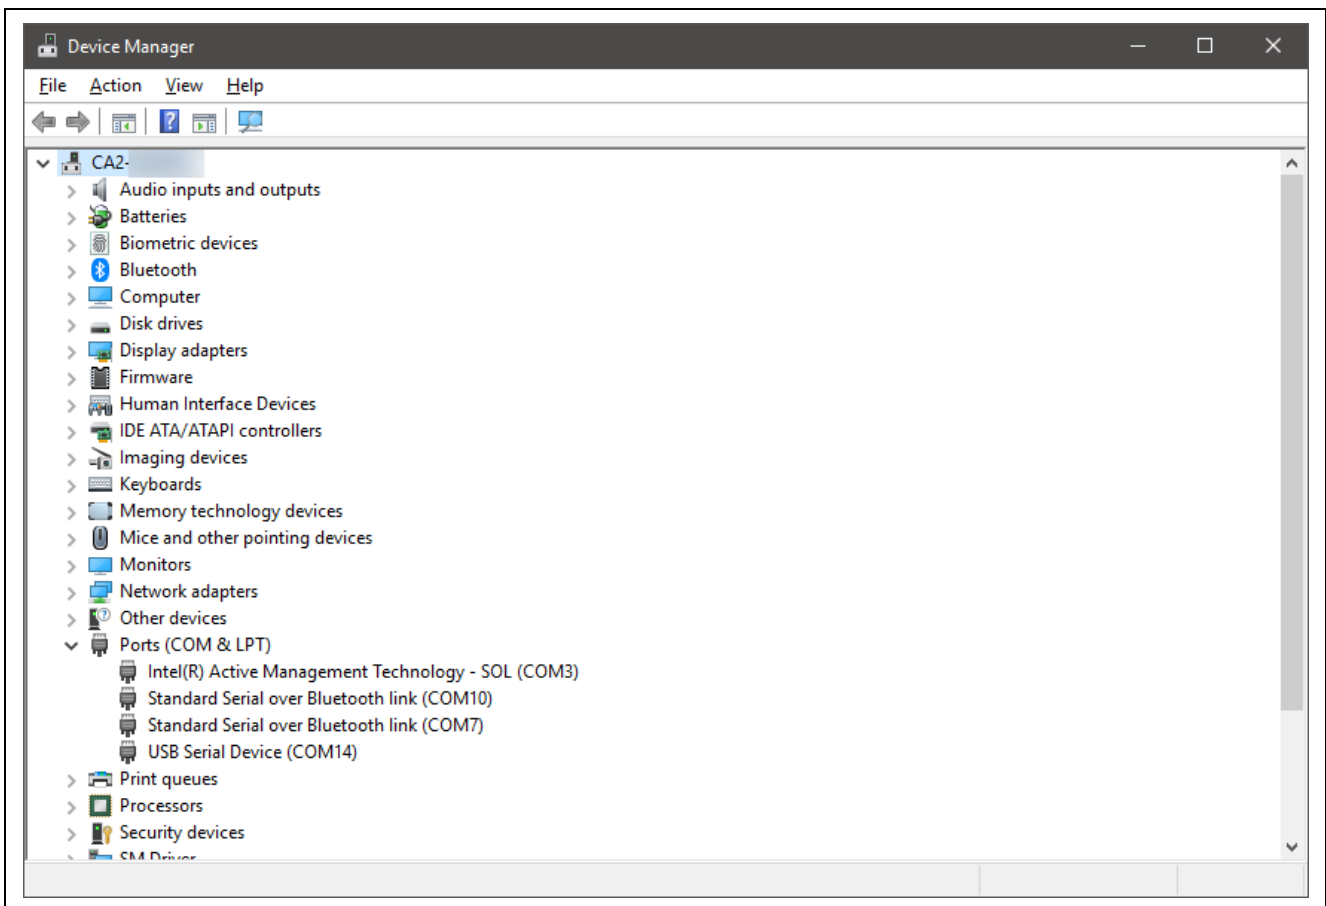 Device Manager
File Action View Help
CA2-
Audio inputs and outputs
Batteries
Biometric devices
Bluetooth
Computer
Disk drives
Display adapters
Firmware
Human Interface Devices
IDE ATA/ATAPI controllers
Imaging devices
Keyboards
Memory technology devices
Mice and other pointing devices
Monitors
Network adapters
Other devices
Ports (COM & LPT)
Intel(R) Active Management Technology - SOL (COM3)
Standard Serial over Bluetooth link (COM10)
Standard Serial over Bluetooth link (COM7)
USB Serial Device (COM14)
Print queues
Processors
Security devices
SM Driver